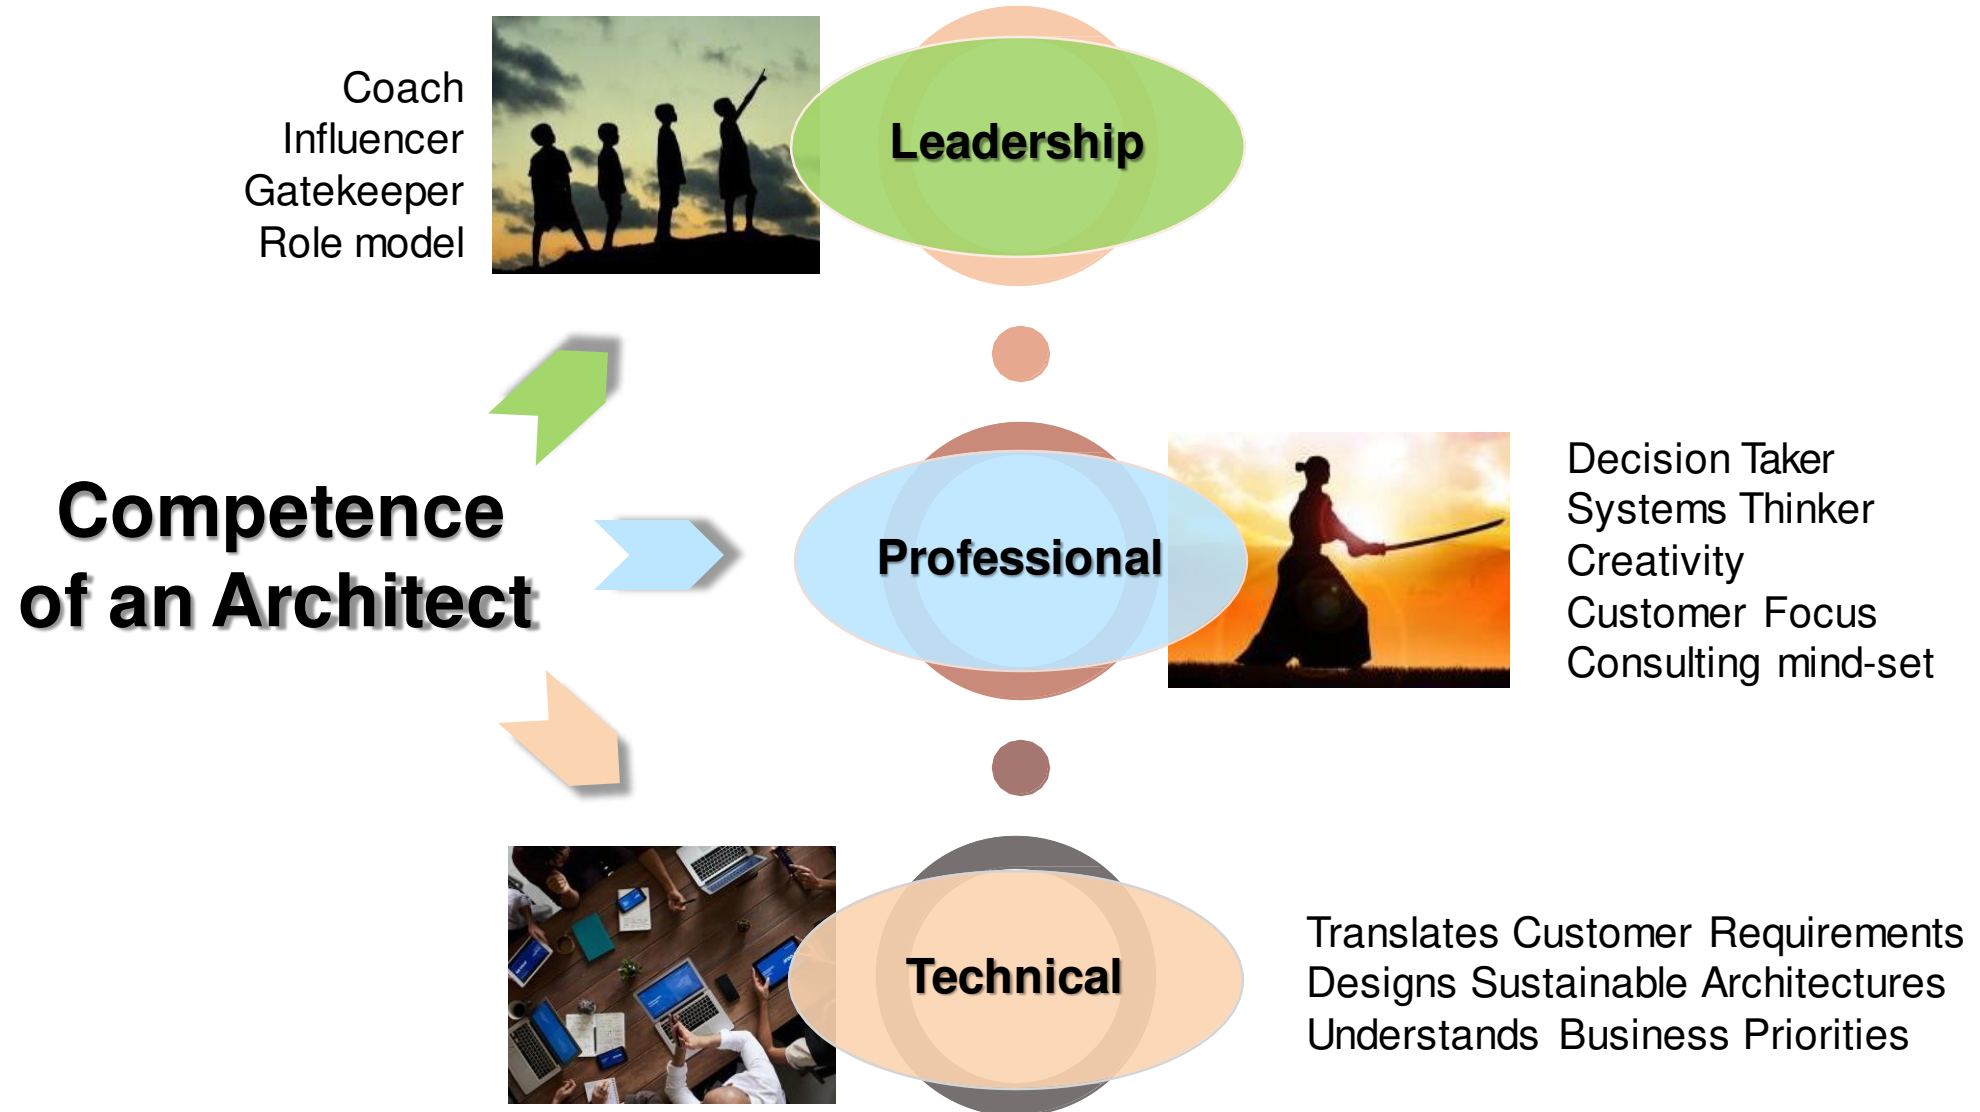 Coach
Influencer
Gatekeeper
Role model
Leadership
Competence
of an Architect
Professional
Decision Taker
Systems Thinker
Creativity
Customer Focus
Consulting mind-set
Technical
Translates Customer Requirements
Designs Sustainable Architectures
Understands Business Priorities